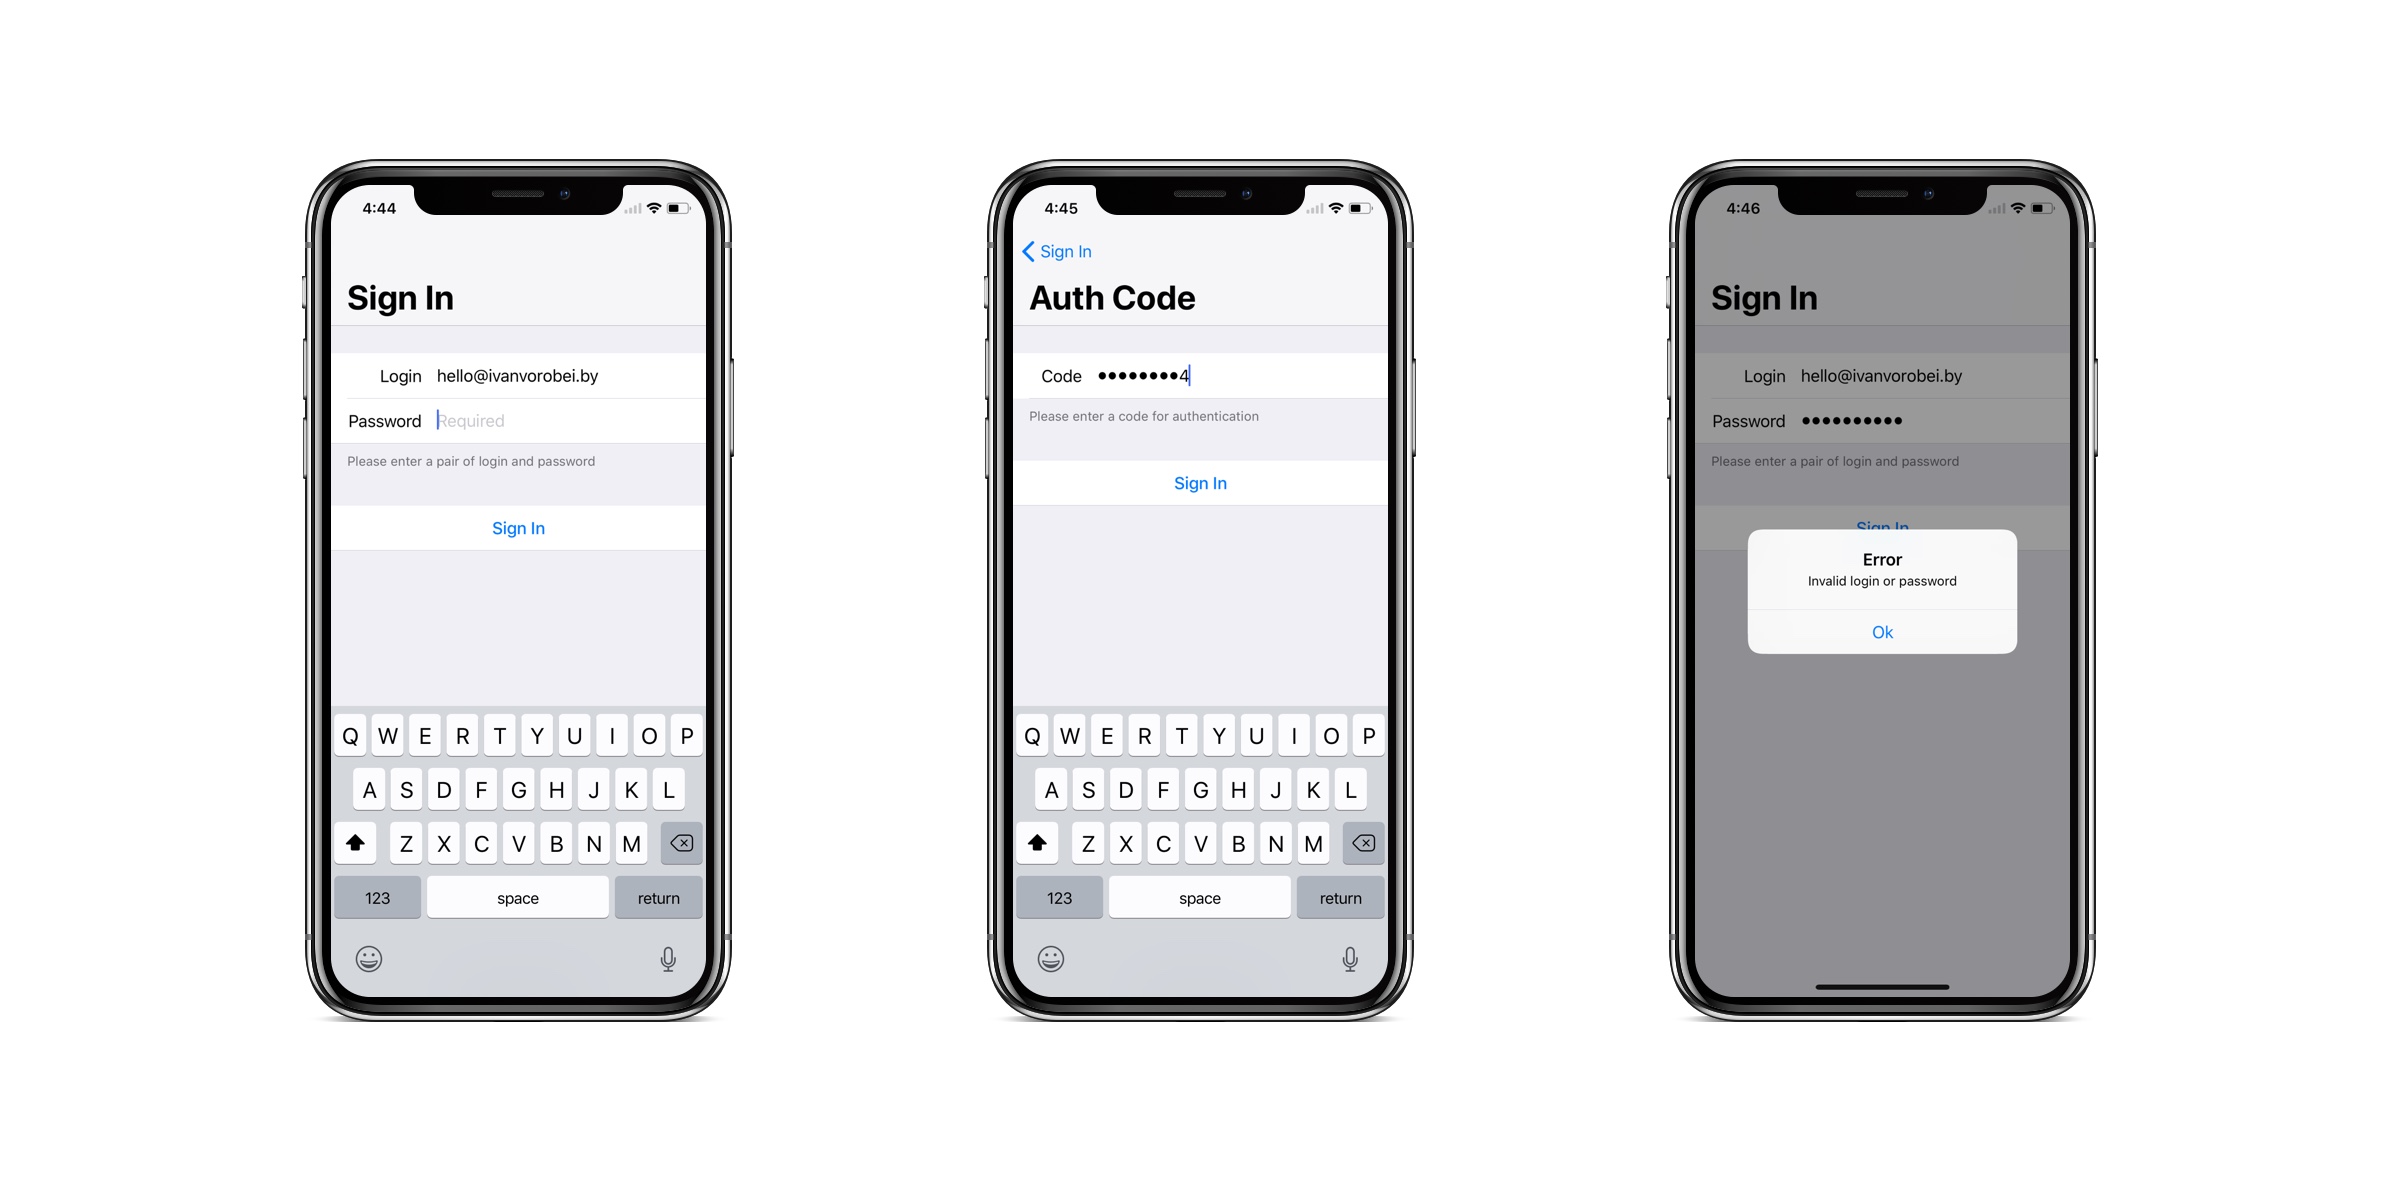 4:44
Sign In
Login hello@ivanvorobei.by
Password Required
Please enter a pair of login and password
Sign In
Q W E R T Y U I O P
A S D F G H J K L
Z X C V B N M
123 space return
4:45
Sign In
Auth Code
Code ••••••••4
Please enter a code for authentication
Sign In
Q W E R T Y U I O P
A S D F G H J K L
Z X C V B N M
123 space return
4:46
Sign In
Login hello@ivanvorobei.by
Password ••••••••••
Please enter a pair of login and password
Sign In
Error
Invalid login or password
Ok